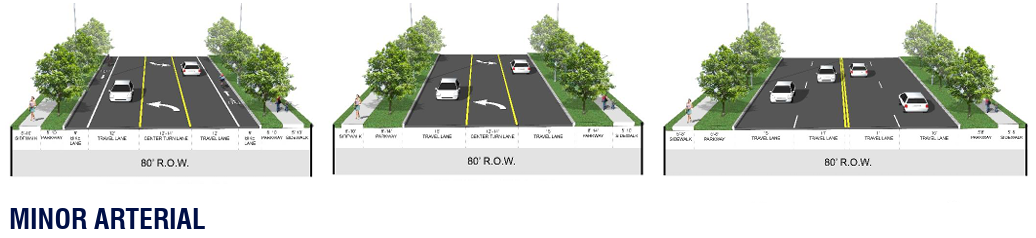 SIDEWALK PARKWAY BIKE LANE TRAVEL LANE CENTER TURN LANE TRAVEL LANE BIKE LANE PARKWAY SIDEWALK
80' R.O.W.
SIDEWALK PARKWAY TRAVEL LANE CENTER TURN LANE TRAVEL LANE PARKWAY SIDEWALK
80' R.O.W.
SIDEWALK PARKWAY TRAVEL LANE TRAVEL LANE TRAVEL LANE TRAVEL LANE PARKWAY SIDEWALK
80' R.O.W.
MINOR ARTERIAL